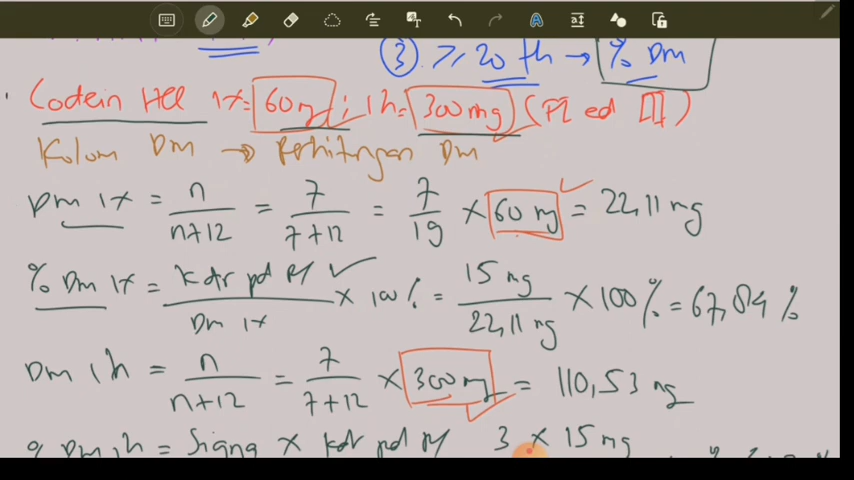 ③ ⩾ 20 th → % Dm
Codein HCl 1x = 60 mg ; 1h = 300 mg (FI ed III)
Kolom DM → Perhitungan DM
DM 1x = n / n+12 = 7 / 7+12 = 7 / 19 × 60 mg = 22,11 mg
% DM 1x = kdr pd R/ ✓ / DM 1x × 100 % = 15 mg / 22,11 mg × 100 % = 67,84 %
DM 1h = n / n+12 = 7 / 7+12 × 300 mg = 110,53 mg
% DM 1h = Signa × kdr pd R/ 3 × 15 mg